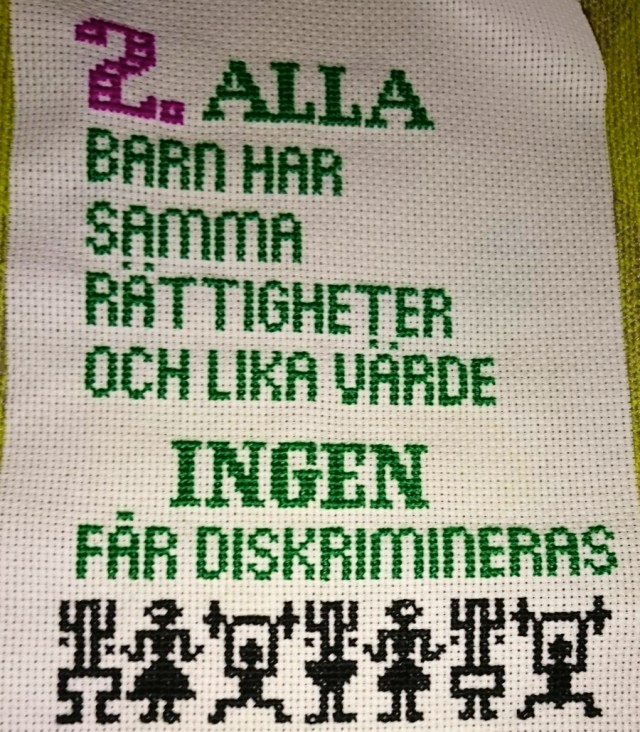 2. ALLA
BARN HAR
SAMMA
RÄTTIGHETER
OCH LIKA VÄRDE
INGEN
FÅR DISKRIMINERAS